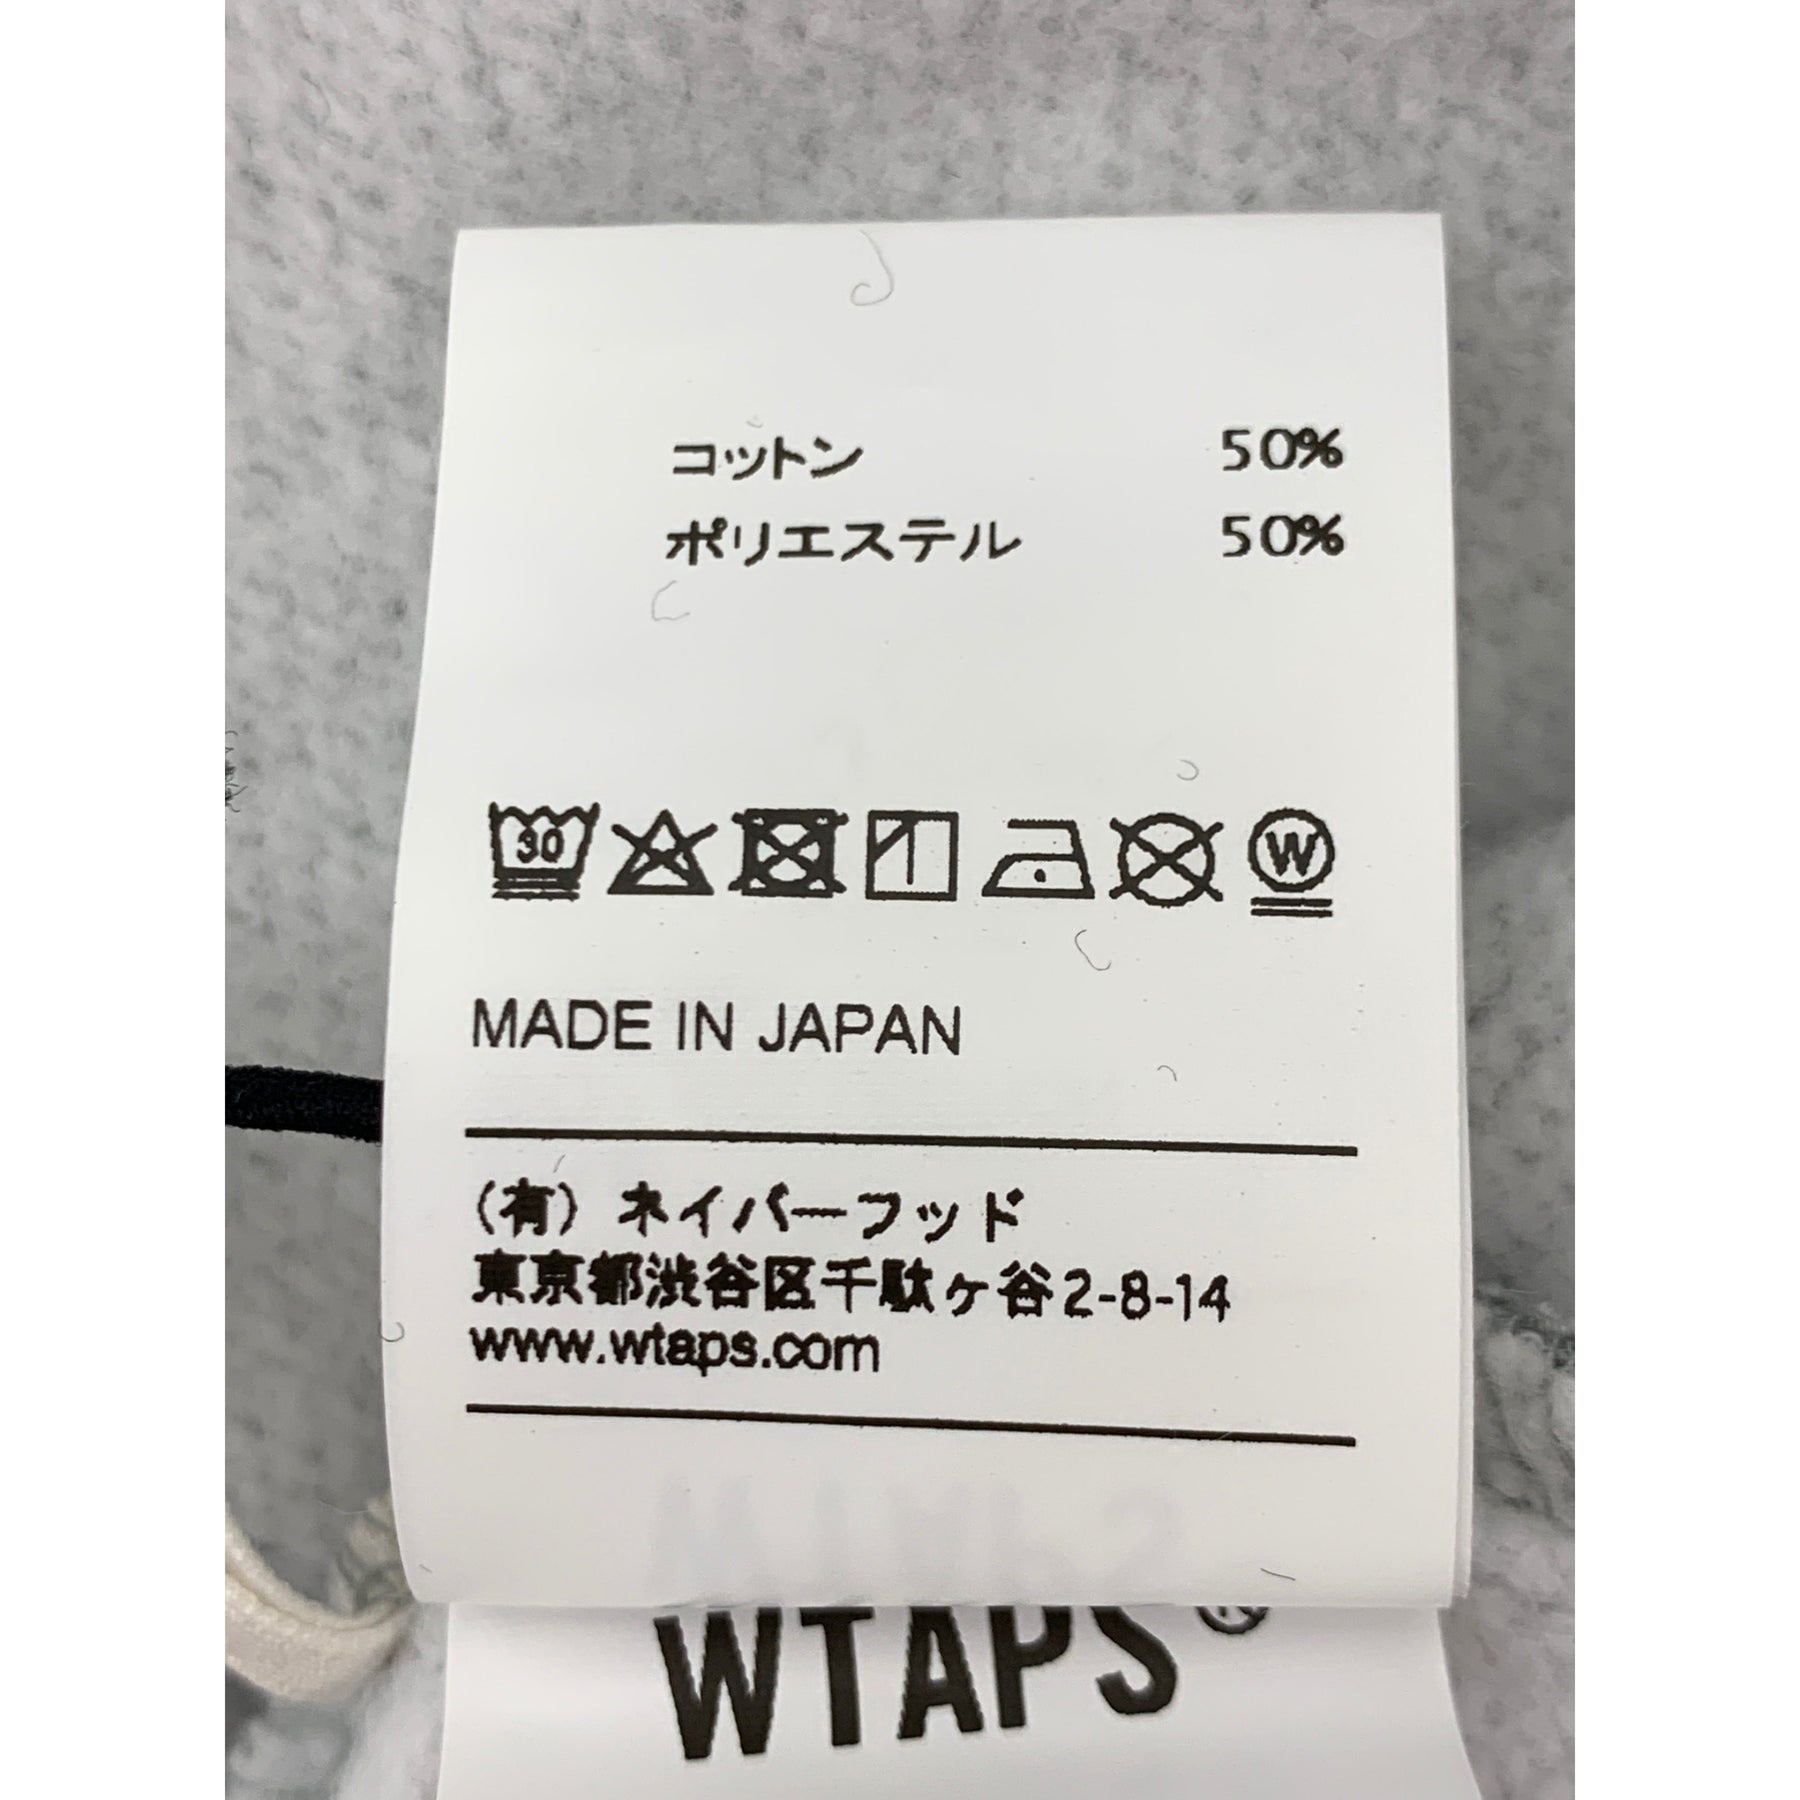 コットン 50%
ポリエステル 50%
30 W
MADE IN JAPAN
(有) ネイバーフッド
東京都渋谷区千駄ヶ谷2-8-14
www.wtaps.com
WTAPS®